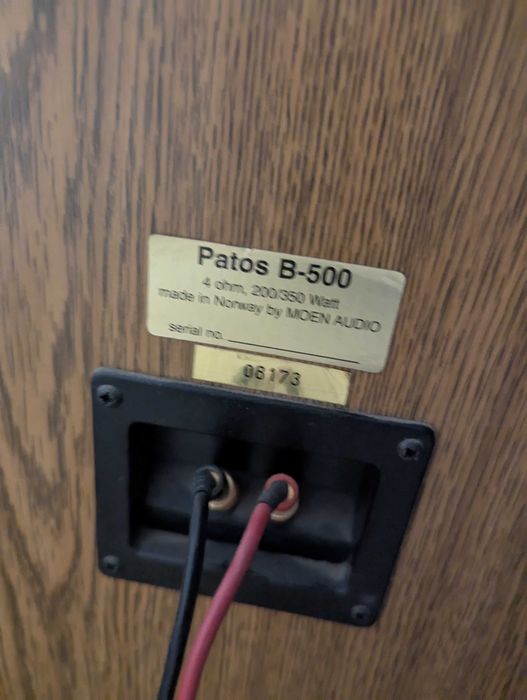 Patos B-500
4 ohm, 200/350 Watt
made in Norway by MOEN AUDIO
serial no.
06173